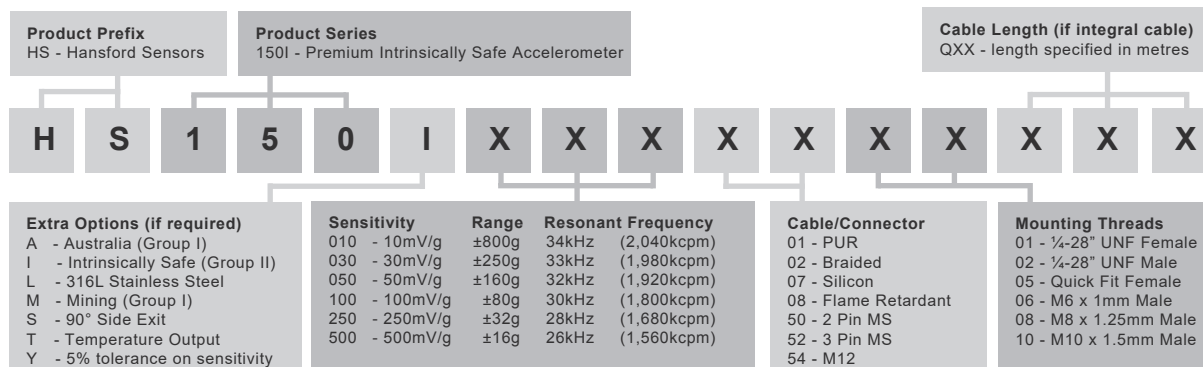 Product Prefix
HS - Hansford Sensors
Product Series
150I - Premium Intrinsically Safe Accelerometer
Cable Length (if integral cable)
QXX - length specified in metres
H S 1 5 0 I X X X X X X X X X X
Extra Options (if required)
A - Australia (Group I)
I - Intrinsically Safe (Group II)
L - 316L Stainless Steel
M - Mining (Group I)
S - 90° Side Exit
T - Temperature Output
Y - 5% tolerance on sensitivity
Sensitivity Range Resonant Frequency
010 - 10mV/g ±800g 34kHz (2,040kcpm)
030 - 30mV/g ±250g 33kHz (1,980kcpm)
050 - 50mV/g ±160g 32kHz (1,920kcpm)
100 - 100mV/g ±80g 30kHz (1,800kcpm)
250 - 250mV/g ±32g 28kHz (1,680kcpm)
500 - 500mV/g ±16g 26kHz (1,560kcpm)
Cable/Connector
01 - PUR
02 - Braided
07 - Silicon
08 - Flame Retardant
50 - 2 Pin MS
52 - 3 Pin MS
54 - M12
Mounting Threads
01 - ¼-28” UNF Female
02 - ¼-28” UNF Male
05 - Quick Fit Female
06 - M6 x 1mm Male
08 - M8 x 1.25mm Male
10 - M10 x 1.5mm Male